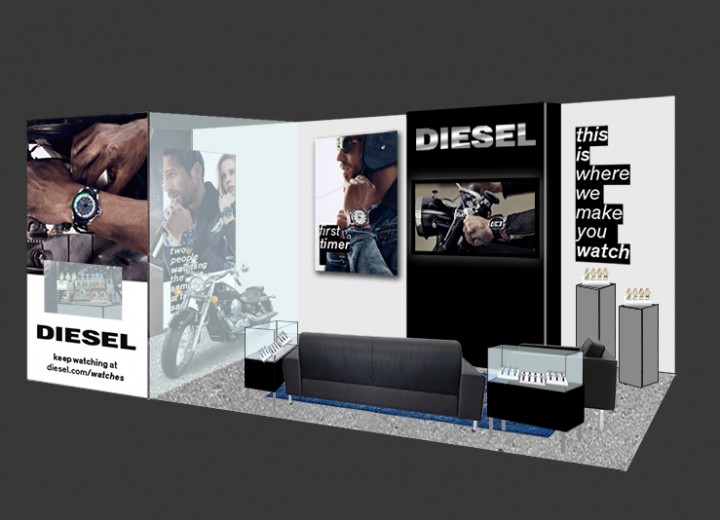 DIESEL
keep watching at
diesel.com/watches
two
people
watching
the
same
first
timer
DIESEL
this
is
where
we
make
you
watch